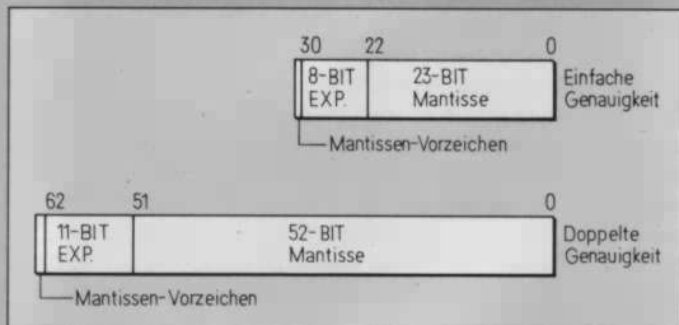 30 22 0
8-BIT 23-BIT Einfache
EXP. Mantisse Genauigkeit
Mantissen-Vorzeichen
62 51 0
11-BIT 52-BIT Doppelte
EXP. Mantisse Genauigkeit
Mantissen-Vorzeichen